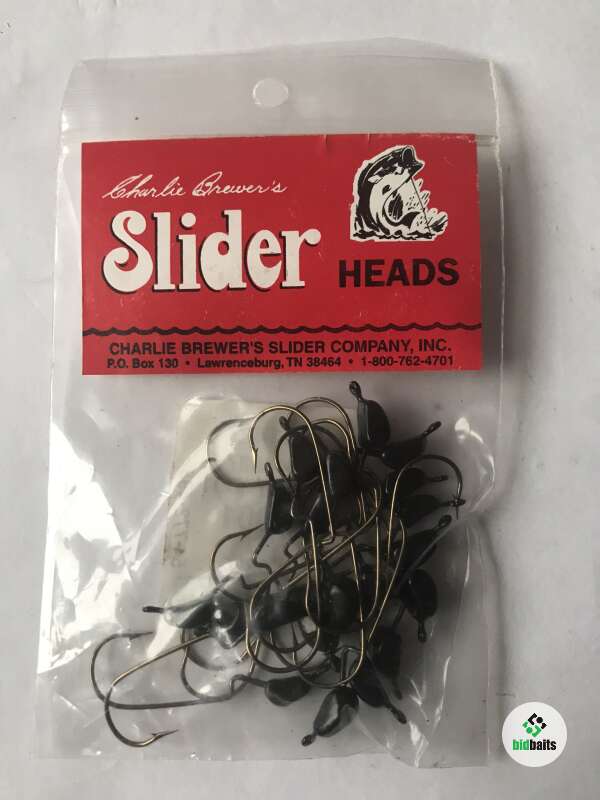 Charlie Brewer's
Slider
HEADS
CHARLIE BREWER'S SLIDER COMPANY, INC.
P.O. Box 130 • Lawrenceburg, TN 38464 • 1-800-762-4701
bidbaits